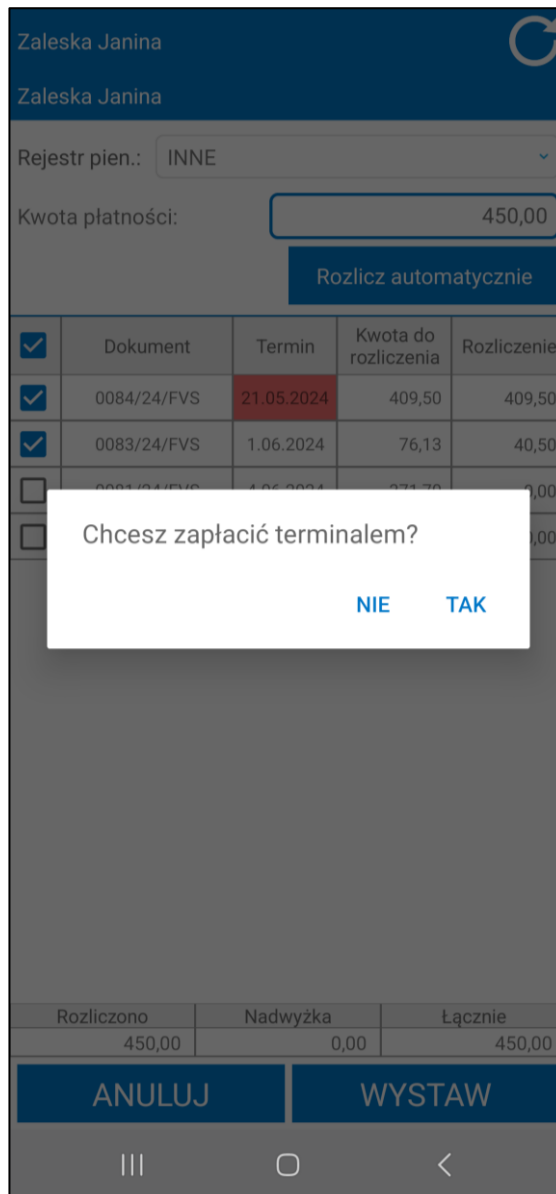 Zaleska Janina
Zaleska Janina
Rejestr pien.: INNE
Kwota płatności: 450,00
Rozlicz automatycznie
Dokument Termin Kwota do rozliczenia Rozliczenie
0084/24/FVS 21.05.2024 409,50 409,50
0083/24/FVS 1.06.2024 76,13 40,50
Chcesz zapłacić terminalem?
NIE TAK
Rozliczono Nadwyżka Łącznie
450,00 0,00 450,00
ANULUJ WYSTAW